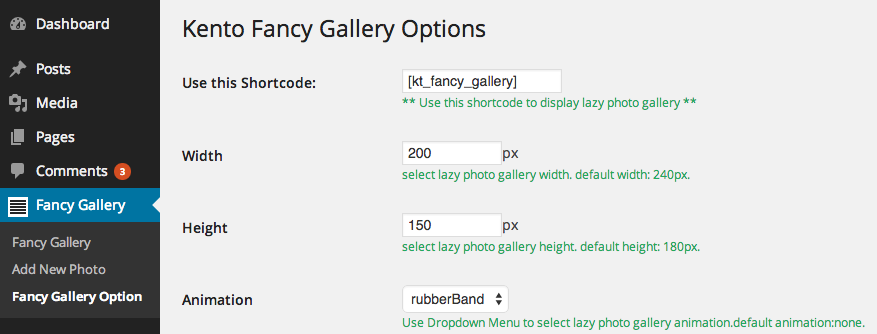 Dashboard
Posts
Media
Pages
Comments 3
Fancy Gallery
Fancy Gallery
Add New Photo
Fancy Gallery Option
Kento Fancy Gallery Options
Use this Shortcode: [kt_fancy_gallery]
** Use this shortcode to display lazy photo gallery **
Width 200 px
select lazy photo gallery width. default width: 240px.
Height 150 px
select lazy photo gallery height. default height: 180px.
Animation rubberBand
Use Dropdown Menu to select lazy photo gallery animation.default animation:none.